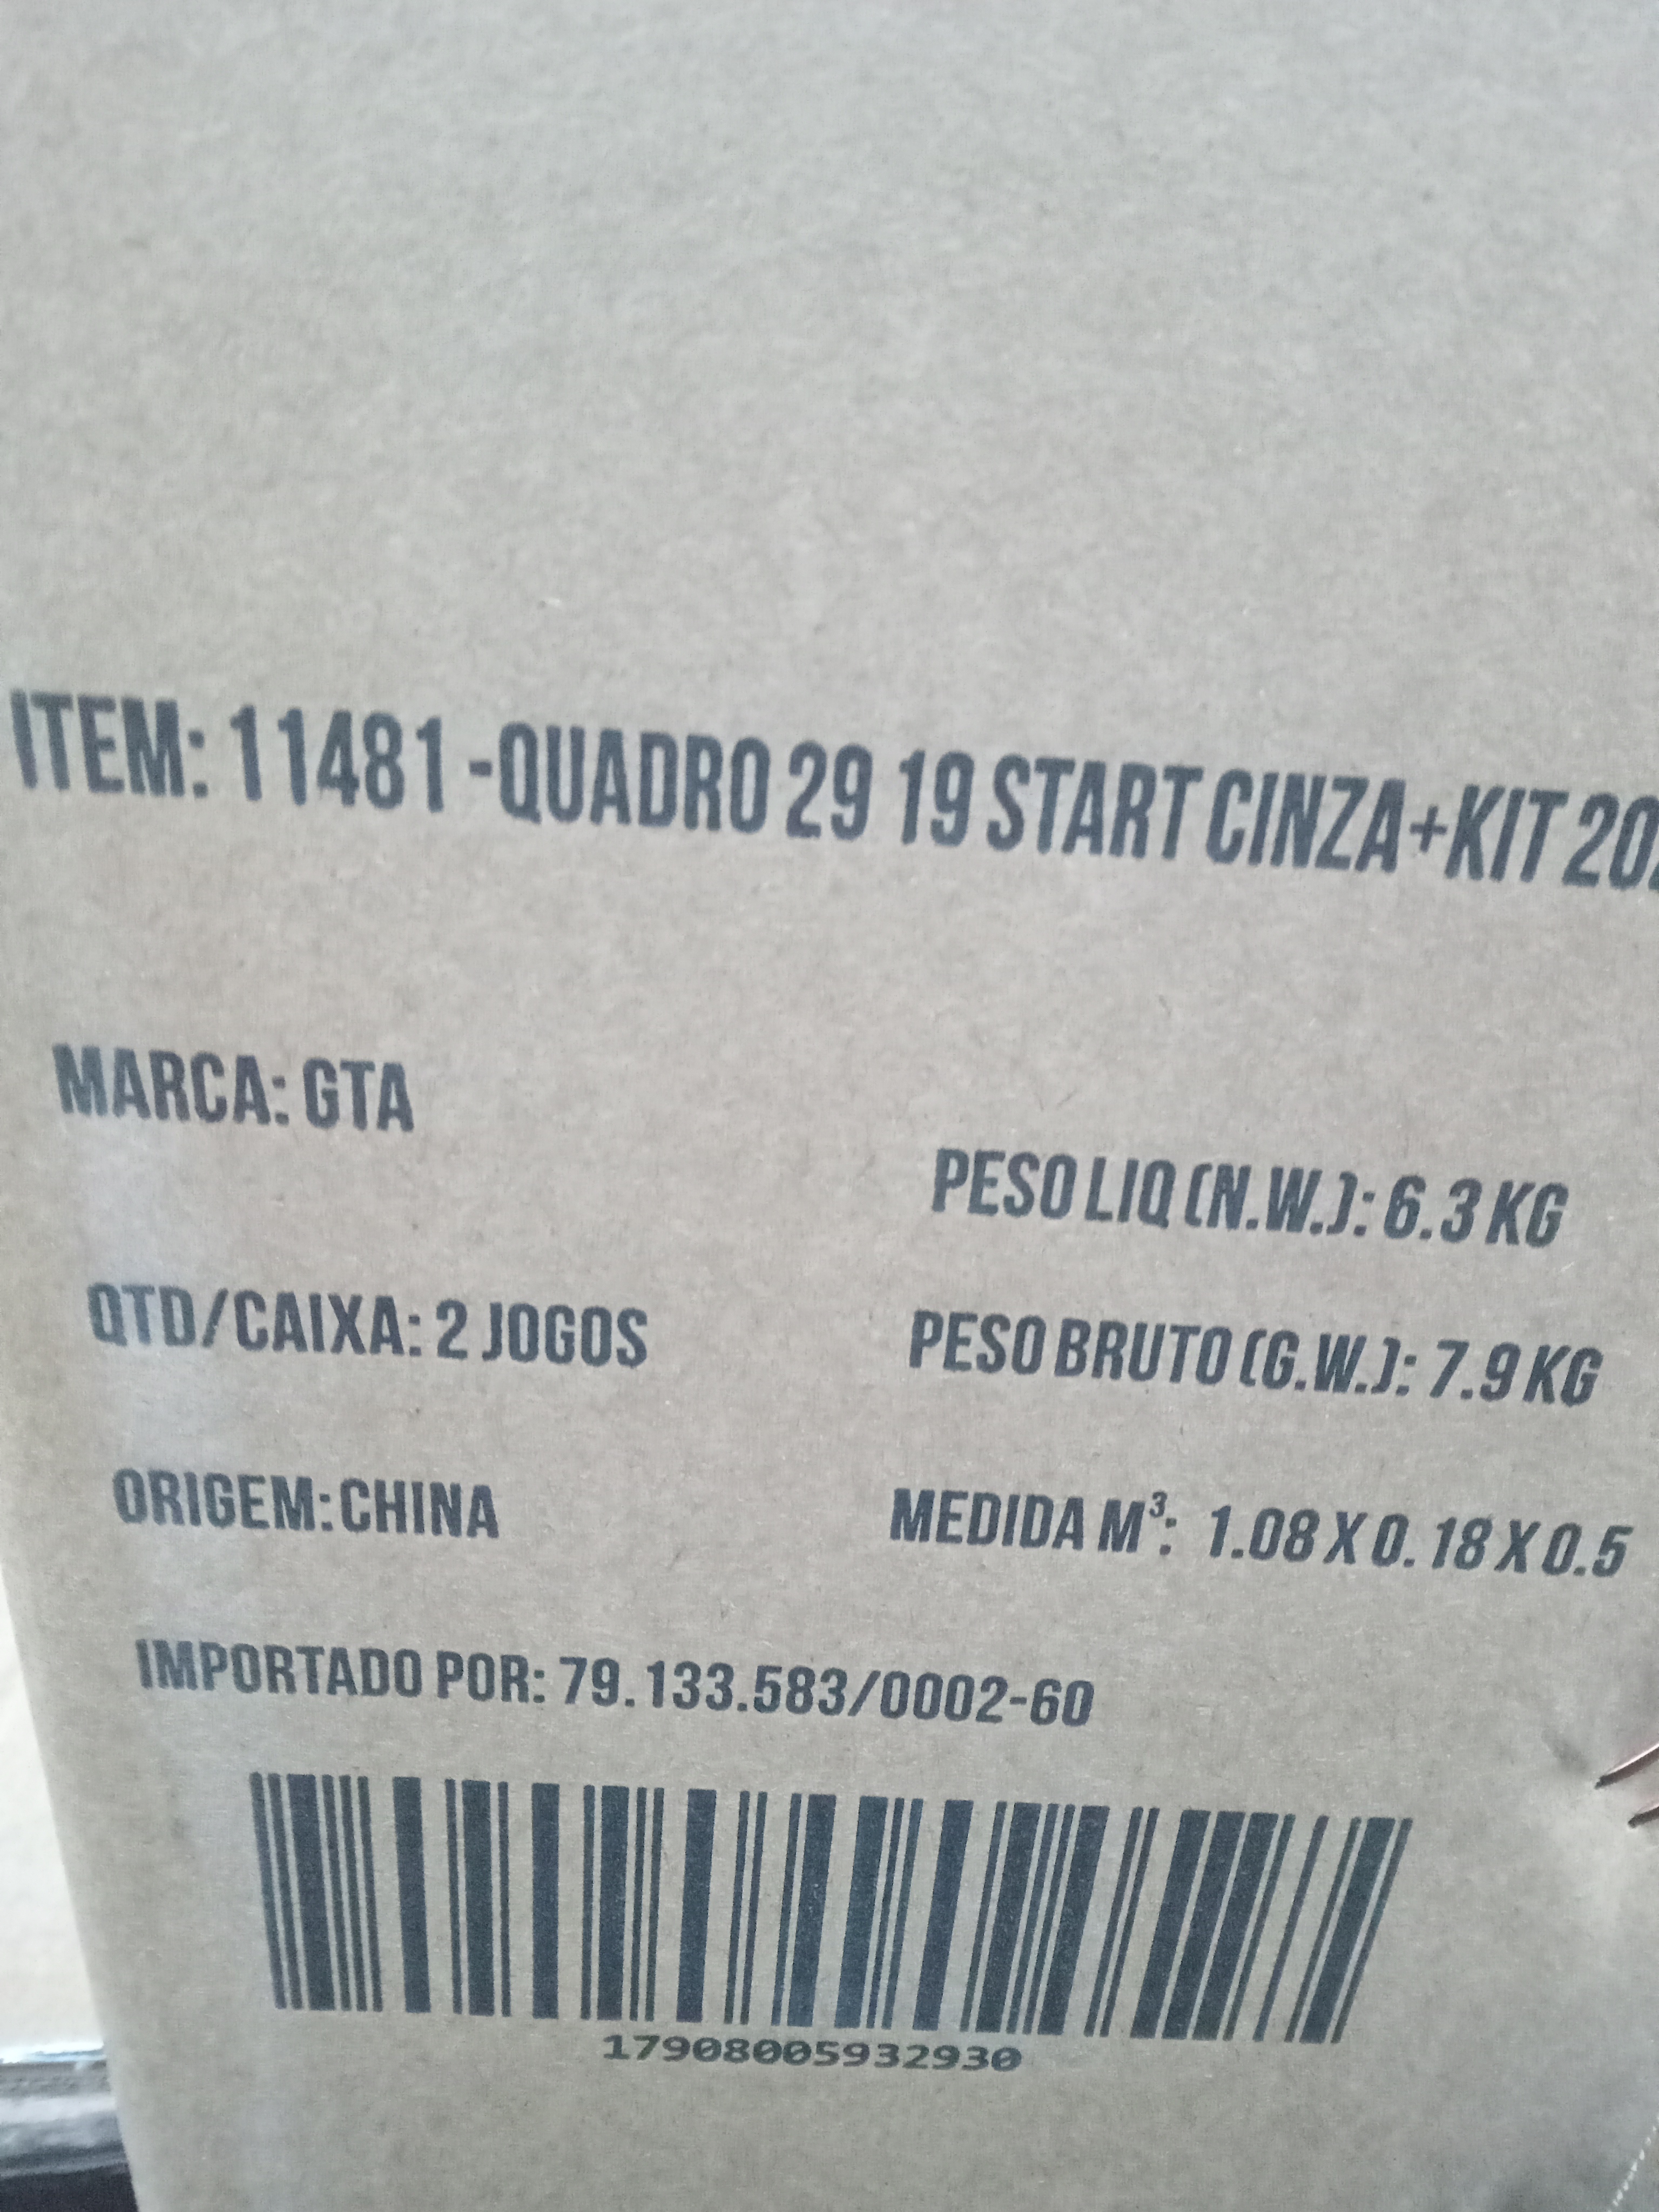 ITEM: 11481 -QUADRO 29 19 START CINZA+KIT
MARCA: GTA
PESO LIQ (N.W.): 6.3 KG
QTD/CAIXA: 2 JOGOS
PESO BRUTO (G.W.): 7.9 KG
ORIGEM: CHINA
MEDIDA M³: 1.08 X 0.18 X 0.5
IMPORTADO POR: 79.133.583/0002-60
17908005932930